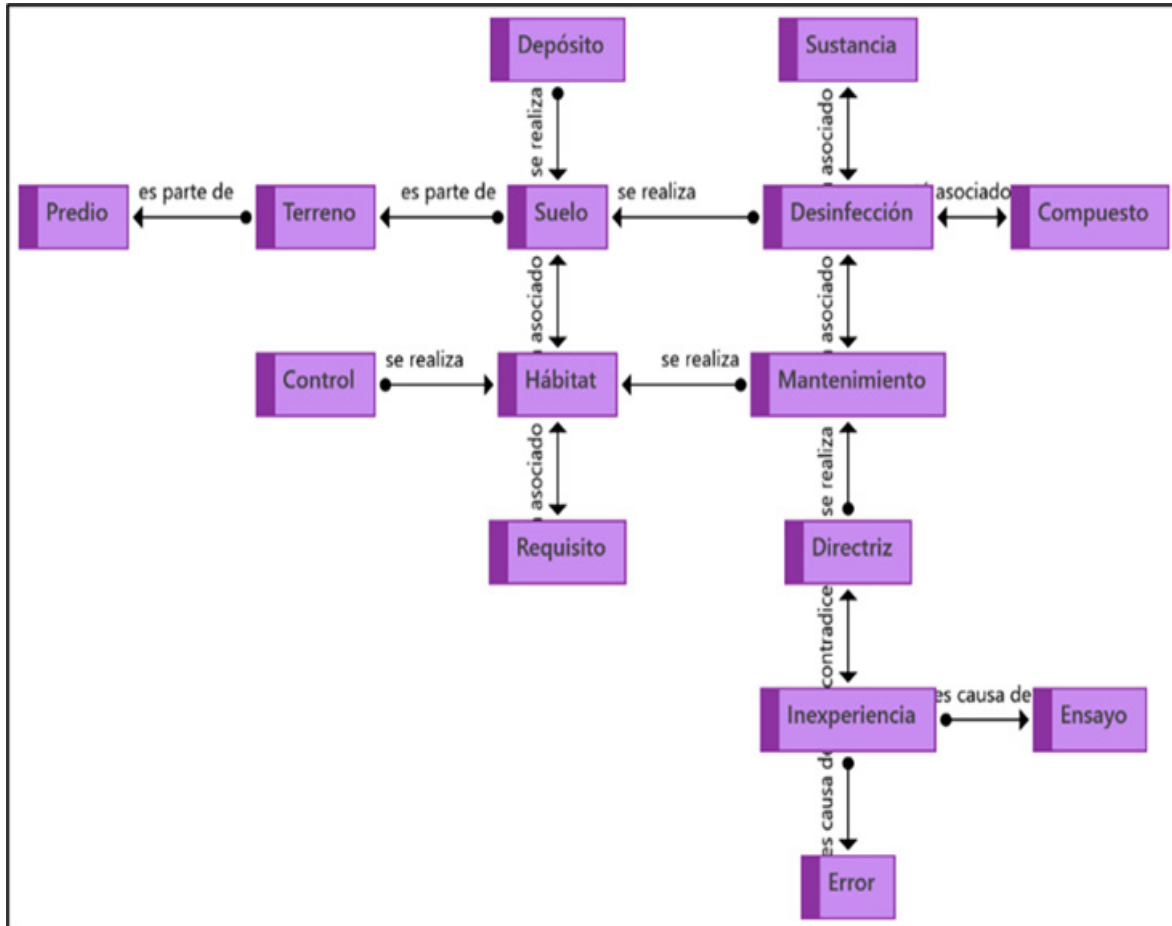 Depósito
Sustancia
se realiza
asociado
es parte de
es parte de
se realiza
asociado
Predio
Terreno
Suelo
Desinfección
Compuesto
asociado
asociado
se realiza
se realiza
Control
Hábitat
Mantenimiento
asociado
se realiza
Requisito
Directriz
contradice
es causa de
Inexperiencia
Ensayo
es causa de
Error